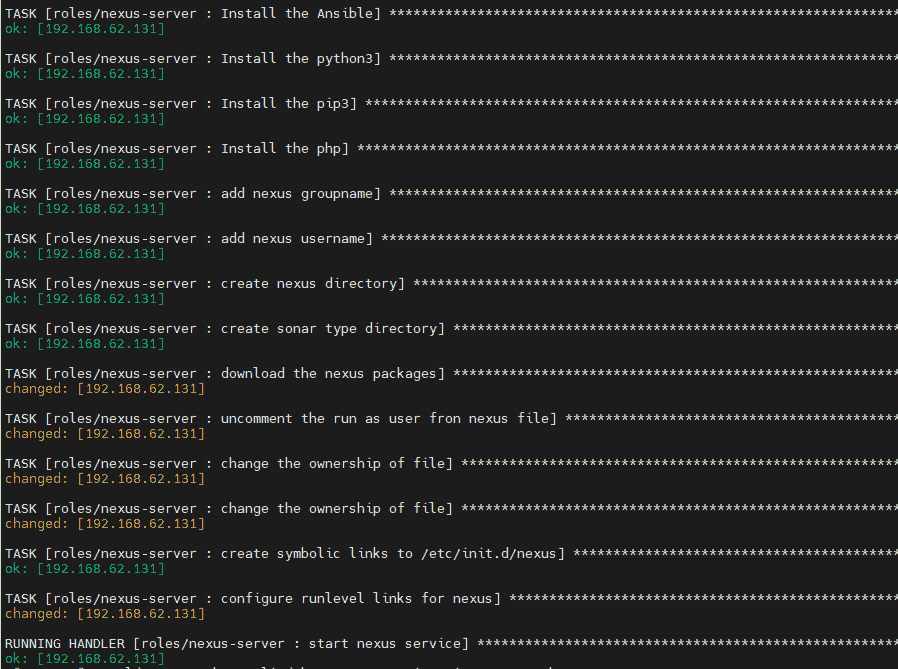 TASK [roles/nexus-server : Install the Ansible] ****************************************************************
ok: [192.168.62.131]
TASK [roles/nexus-server : Install the python3] ****************************************************************
ok: [192.168.62.131]
TASK [roles/nexus-server : Install the pip3] *******************************************************************
ok: [192.168.62.131]
TASK [roles/nexus-server : Install the php] ********************************************************************
ok: [192.168.62.131]
TASK [roles/nexus-server : add nexus groupname] ****************************************************************
ok: [192.168.62.131]
TASK [roles/nexus-server : add nexus username] *****************************************************************
ok: [192.168.62.131]
TASK [roles/nexus-server : create nexus directory] *************************************************************
ok: [192.168.62.131]
TASK [roles/nexus-server : create sonar type directory] ********************************************************
ok: [192.168.62.131]
TASK [roles/nexus-server : download the nexus packages] ********************************************************
changed: [192.168.62.131]
TASK [roles/nexus-server : uncomment the run as user fron nexus file] ******************************************
changed: [192.168.62.131]
TASK [roles/nexus-server : change the ownership of file] *******************************************************
changed: [192.168.62.131]
TASK [roles/nexus-server : change the ownership of file] *******************************************************
changed: [192.168.62.131]
TASK [roles/nexus-server : create symbolic links to /etc/init.d/nexus] *****************************************
ok: [192.168.62.131]
TASK [roles/nexus-server : configure runlevel links for nexus] *************************************************
changed: [192.168.62.131]
RUNNING HANDLER [roles/nexus-server : start nexus service] *****************************************************
ok: [192.168.62.131]